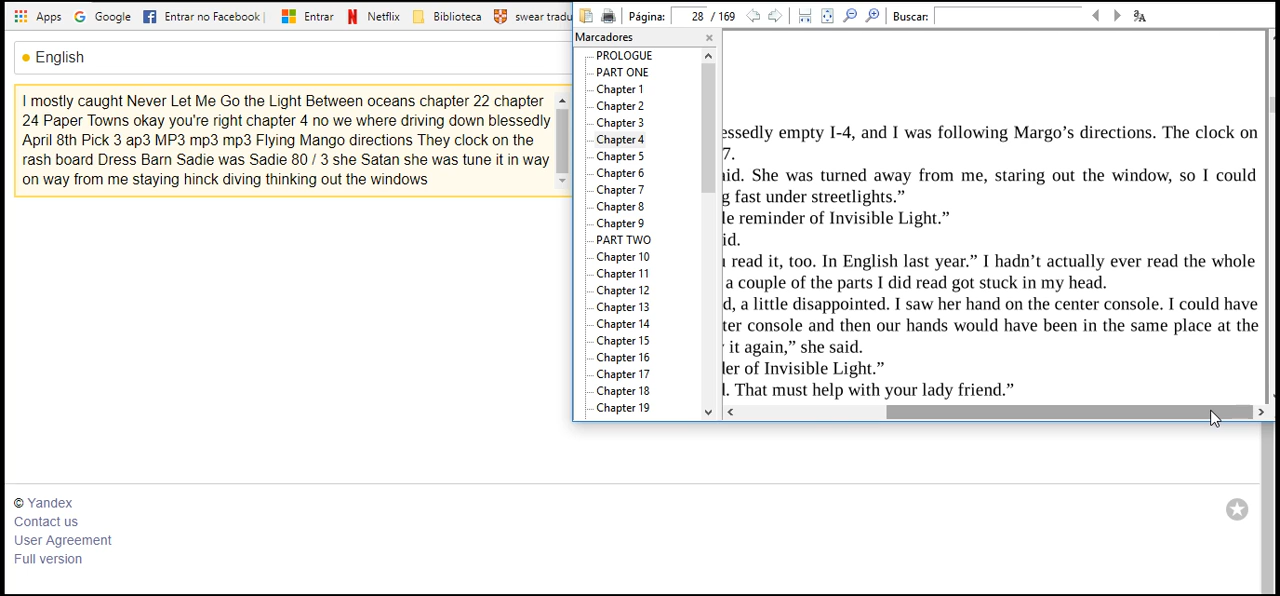 Apps Google Entrar no Facebook Entrar Netflix Biblioteca swear tradu
English
I mostly caught Never Let Me Go the Light Between oceans chapter 22 chapter
24 Paper Towns okay you're right chapter 4 no we where driving down blessedly
April 8th Pick 3 ap3 MP3 mp3 mp3 Flying Mango directions They clock on the
rash board Dress Barn Sadie was Sadie 80 / 3 she Satan she was tune it in way
on way from me staying hinck diving thinking out the windows
© Yandex
Contact us
User Agreement
Full version
Página: 28 / 169 Buscar:
Marcadores
PROLOGUE
PART ONE
Chapter 1
Chapter 2
Chapter 3
Chapter 4
Chapter 5
Chapter 6
Chapter 7
Chapter 8
Chapter 9
PART TWO
Chapter 10
Chapter 11
Chapter 12
Chapter 13
Chapter 14
Chapter 15
Chapter 16
Chapter 17
Chapter 18
Chapter 19
essedly empty I-4, and I was following Margo’s directions. The clock on
7.
aid. She was turned away from me, staring out the window, so I could
g fast under streetlights.”
le reminder of Invisible Light.”
id.
read it, too. In English last year.” I hadn’t actually ever read the whole
a couple of the parts I did read got stuck in my head.
d, a little disappointed. I saw her hand on the center console. I could have
ter console and then our hands would have been in the same place at the
it again,” she said.
der of Invisible Light.”
. That must help with your lady friend.”